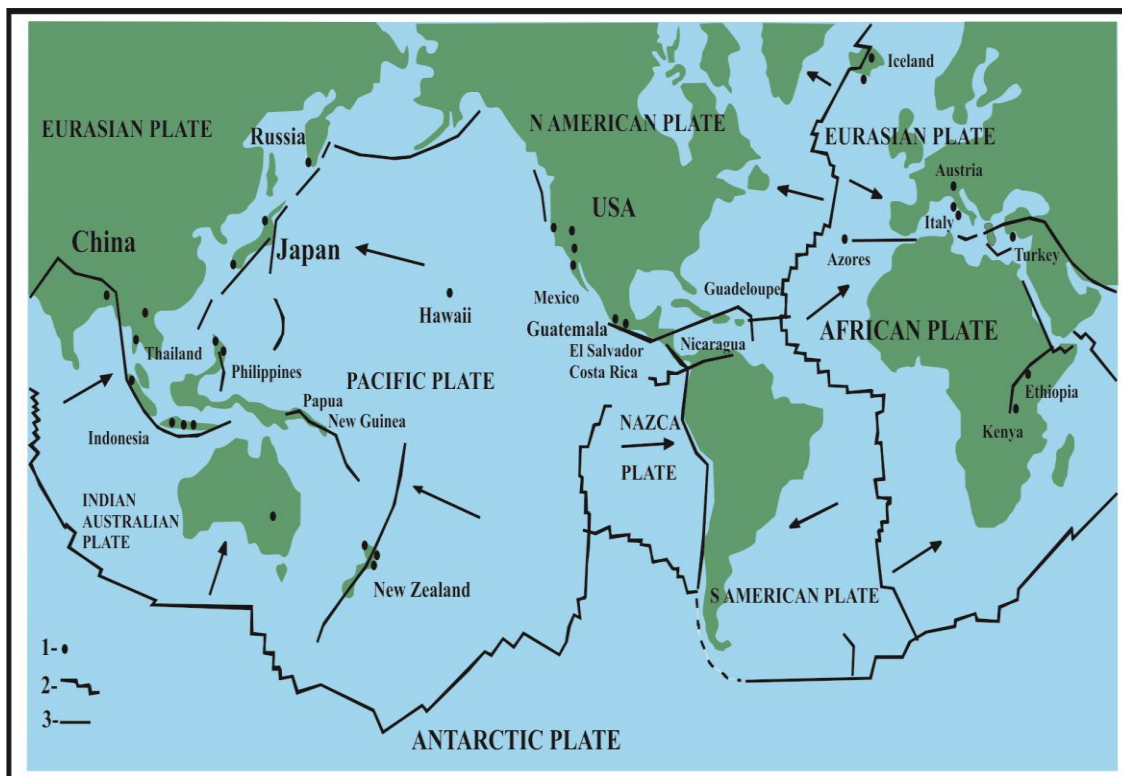 Iceland
EURASIAN PLATE
Russia
N AMERICAN PLATE
EURASIAN PLATE
Austria
USA
Italy
China
Japan
Azores
Turkey
Mexico
Hawaii
Guadeloupe
Guatemala
AFRICAN PLATE
Nicaragua
El Salvador
Costa Rica
Thailand
Philippines
PACIFIC PLATE
Ethiopia
Papua
New Guinea
Kenya
Indonesia
NAZCA
PLATE
INDIAN
AUSTRALIAN
PLATE
New Zealand
S AMERICAN PLATE
1-
2-
3-
ANTARCTIC PLATE